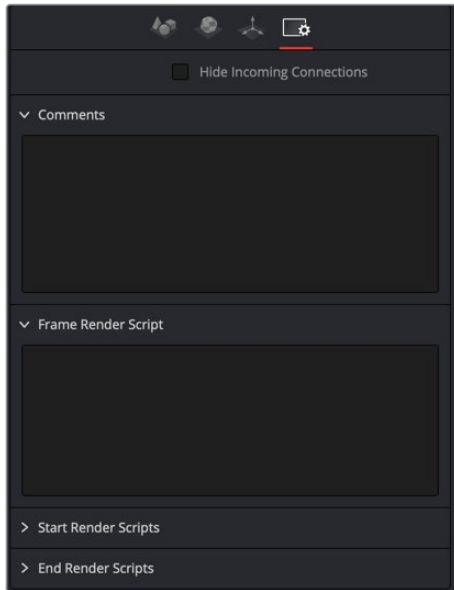 Hide Incoming Connections
Comments
Frame Render Script
Start Render Scripts
End Render Scripts